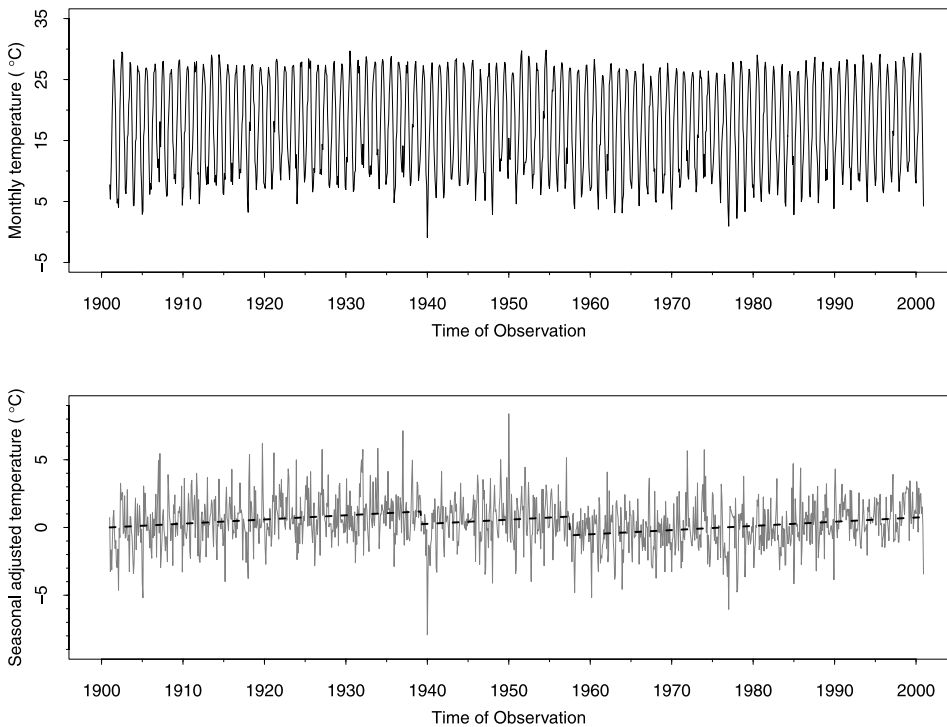 Monthly temperature ( °C)
35
25
15
5
−5
1900 1910 1920 1930 1940 1950 1960 1970 1980 1990 2000
Time of Observation
Seasonal adjusted temperature ( °C)
5
0
−5
1900 1910 1920 1930 1940 1950 1960 1970 1980 1990 2000
Time of Observation